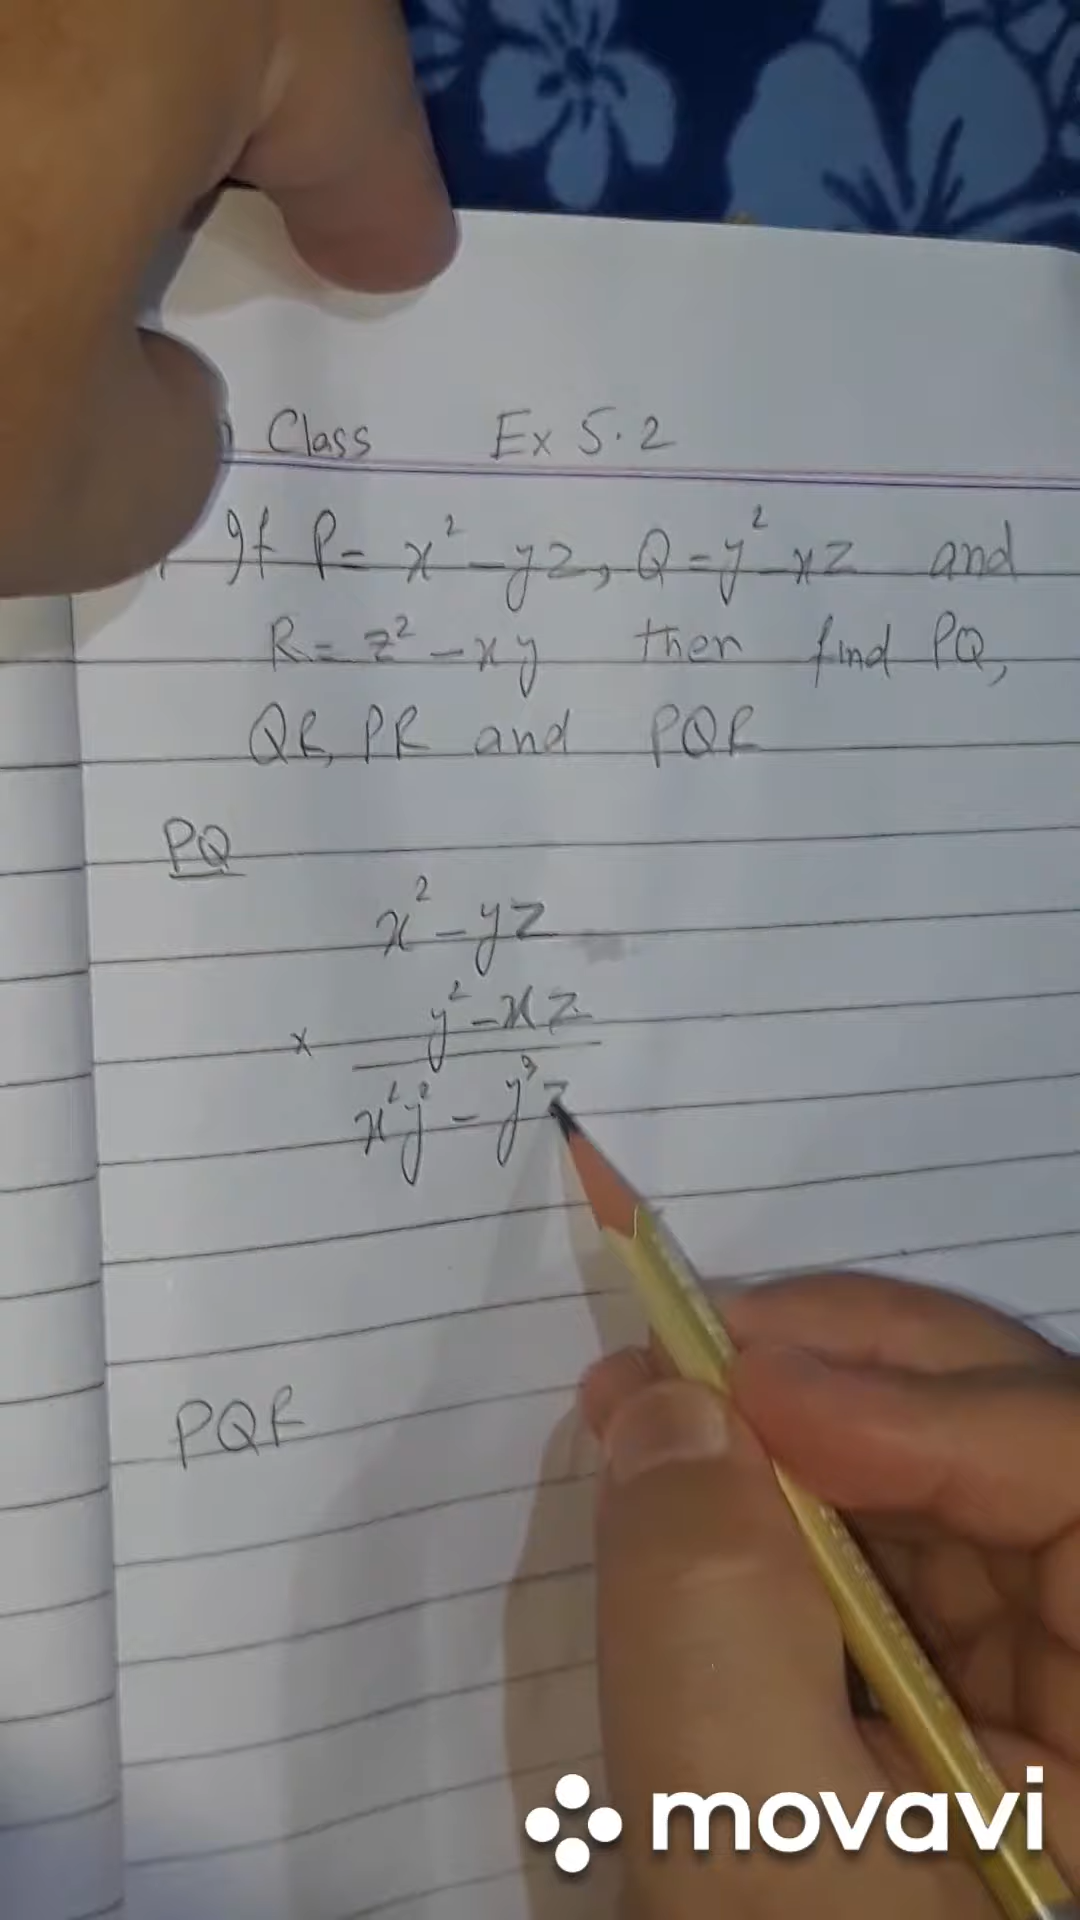 Class Ex 5.2
If P = x² - yz, Q = y² - xz and
R = z² - xy then find PQ,
QR, PR and PQR
PQ
x² - yz
× y² - xz
x²y² - y³z
PQR
movavi